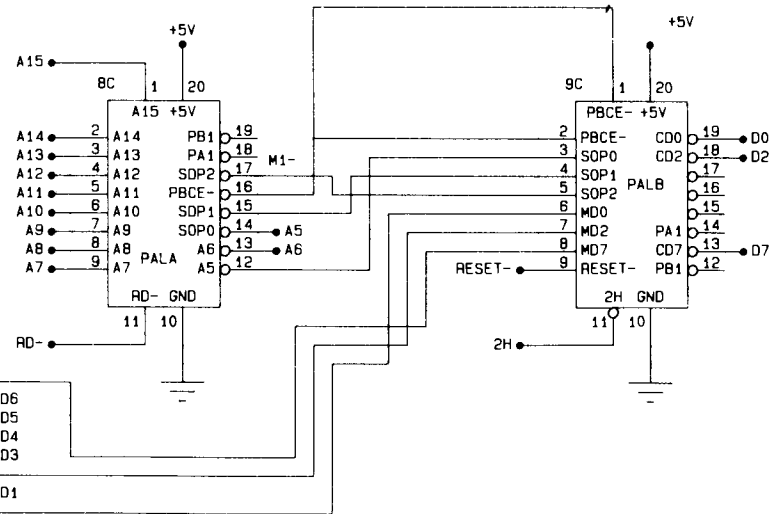 +5V
A15
8C 1 20
A15 +5V
A14 2 A14 PB1 19
A13 3 A13 PA1 18
M1-
A12 4 A12 SDP2 17
A11 5 A11 PBCE- 16
A10 6 A10 SDP1 15
A9 7 A9 SOP0 14 A5
A8 8 A8 A6 13 A6
A7 9 A7 PALA A5 12
RD- GND
11 10
RD-
+5V
9C 1 20
PBCE- +5V
2 PBCE- CD0 19 D0
3 SOP0 CD2 18 D2
4 SOP1 17
PALB
5 SOP2 16
6 MD0 15
7 MD2 PA1 14
8 MD7 CD7 13 D7
RESET- 9 RESET- PB1 12
2H GND
11 10
2H
D6
D5
D4
D3
D1